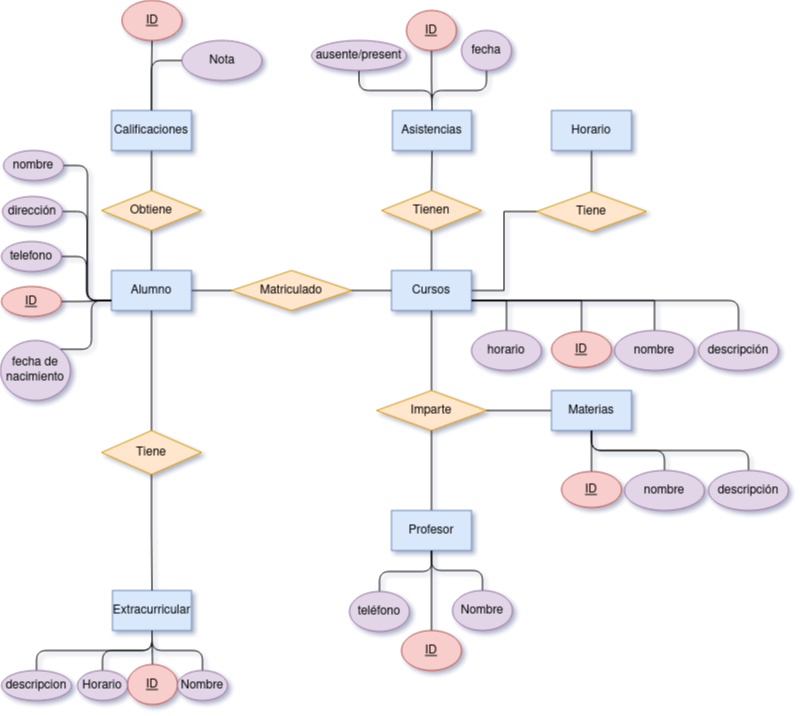 ID
Nota
ID
ausente/present
fecha
Calificaciones
Asistencias
Horario
nombre
dirección
telefono
ID
fecha de
nacimiento
Obtiene
Tienen
Tiene
Alumno
Matriculado
Cursos
horario
ID
nombre
descripción
Imparte
Materias
Tiene
ID
nombre
descripción
Profesor
teléfono
Nombre
ID
Extracurricular
descripcion
Horario
ID
Nombre